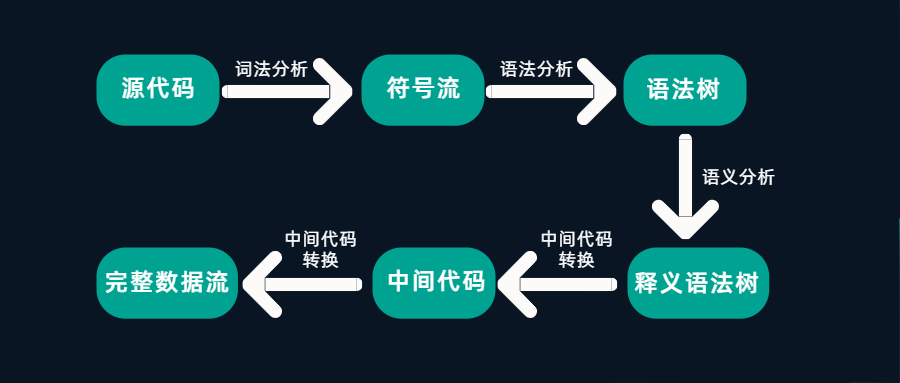 源代码
词法分析
符号流
语法分析
语法树
语义分析
释义语法树
中间代码
转换
中间代码
中间代码
转换
完整数据流